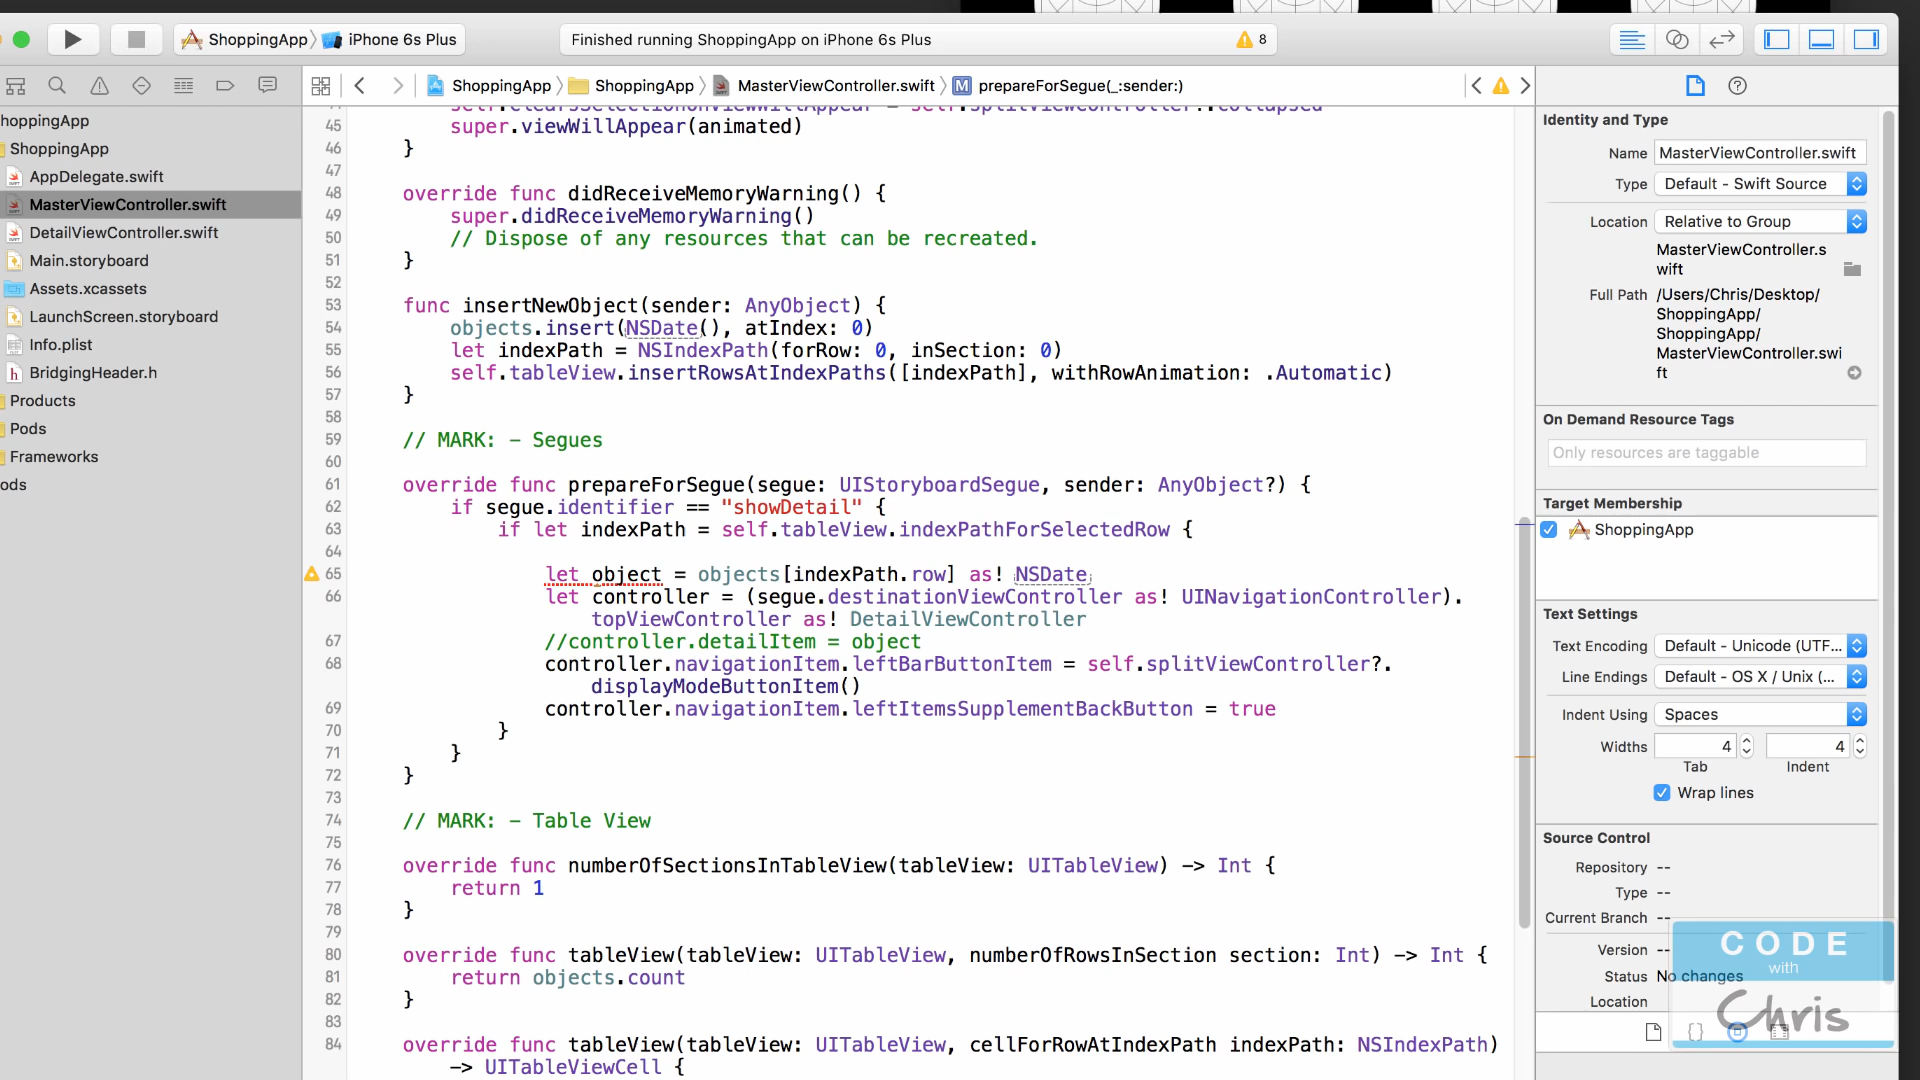 ShoppingApp
iPhone 6s Plus
Finished running ShoppingApp on iPhone 6s Plus
8
ShoppingApp
ShoppingApp
MasterViewController.swift
M
prepareForSegue(_:sender:)
hoppingApp
ShoppingApp
AppDelegate.swift
MasterViewController.swift
DetailViewController.swift
Main.storyboard
Assets.xcassets
LaunchScreen.storyboard
Info.plist
h BridgingHeader.h
Products
Pods
Frameworks
ods
self.clearsSelectionOnViewWillAppear = self.splitViewController!.collapsed
45 super.viewWillAppear(animated)
46 }
47
48 override func didReceiveMemoryWarning() {
49 super.didReceiveMemoryWarning()
50 // Dispose of any resources that can be recreated.
51 }
52
53 func insertNewObject(sender: AnyObject) {
54 objects.insert(NSDate(), atIndex: 0)
55 let indexPath = NSIndexPath(forRow: 0, inSection: 0)
56 self.tableView.insertRowsAtIndexPaths([indexPath], withRowAnimation: .Automatic)
57 }
58
59 // MARK: - Segues
60
61 override func prepareForSegue(segue: UIStoryboardSegue, sender: AnyObject?) {
62 if segue.identifier == "showDetail" {
63 if let indexPath = self.tableView.indexPathForSelectedRow {
64
65 let object = objects[indexPath.row] as! NSDate
66 let controller = (segue.destinationViewController as! UINavigationController).
topViewController as! DetailViewController
67 //controller.detailItem = object
68 controller.navigationItem.leftBarButtonItem = self.splitViewController?.
displayModeButtonItem()
69 controller.navigationItem.leftItemsSupplementBackButton = true
70 }
71 }
72 }
73
74 // MARK: - Table View
75
76 override func numberOfSectionsInTableView(tableView: UITableView) -> Int {
77 return 1
78 }
79
80 override func tableView(tableView: UITableView, numberOfRowsInSection section: Int) -> Int {
81 return objects.count
82 }
83
84 override func tableView(tableView: UITableView, cellForRowAtIndexPath indexPath: NSIndexPath)
-> UITableViewCell {
Identity and Type
Name MasterViewController.swift
Type Default - Swift Source
Location Relative to Group
MasterViewController.s
wift
Full Path /Users/Chris/Desktop/
ShoppingApp/
ShoppingApp/
MasterViewController.swi
ft
On Demand Resource Tags
Only resources are taggable
Target Membership
ShoppingApp
Text Settings
Text Encoding Default - Unicode (UTF...
Line Endings Default - OS X / Unix (...
Indent Using Spaces
Widths 4 4
Tab Indent
Wrap lines
Source Control
Repository --
Type --
Current Branch --
Version --
Status No changes
Location
CODE
with
Chris